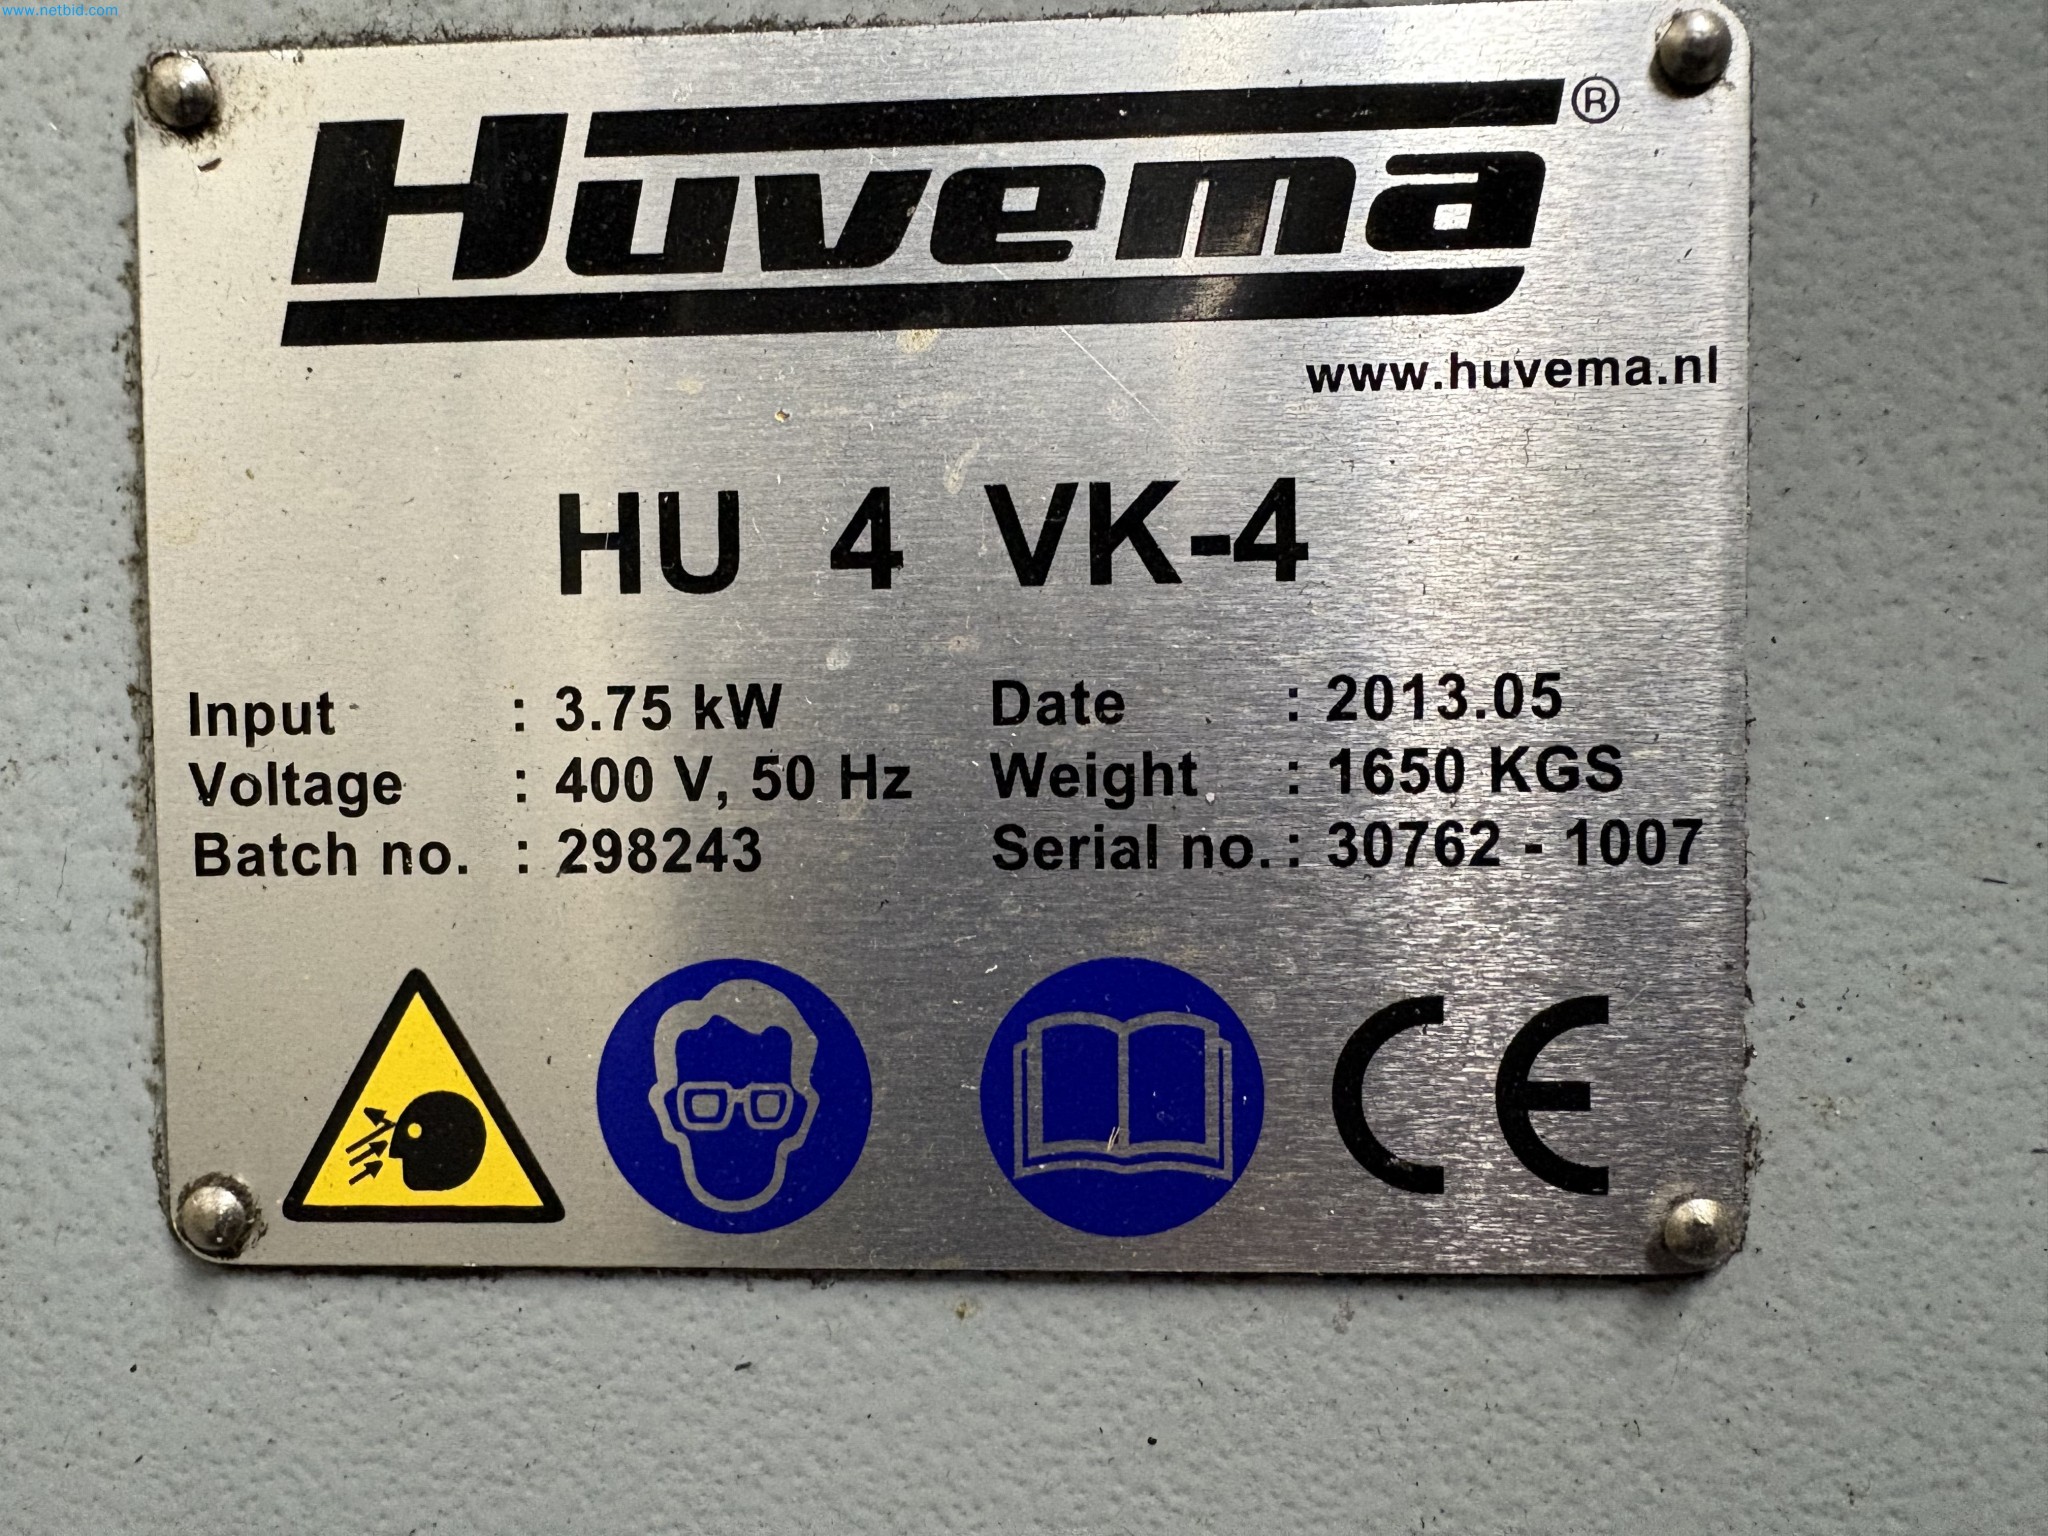 www.netbid.com
Huvema®
www.huvema.nl
HU 4 VK-4
Input : 3.75 kW Date : 2013.05
Voltage : 400 V, 50 Hz Weight : 1650 KGS
Batch no. : 298243 Serial no. : 30762 - 1007
CE